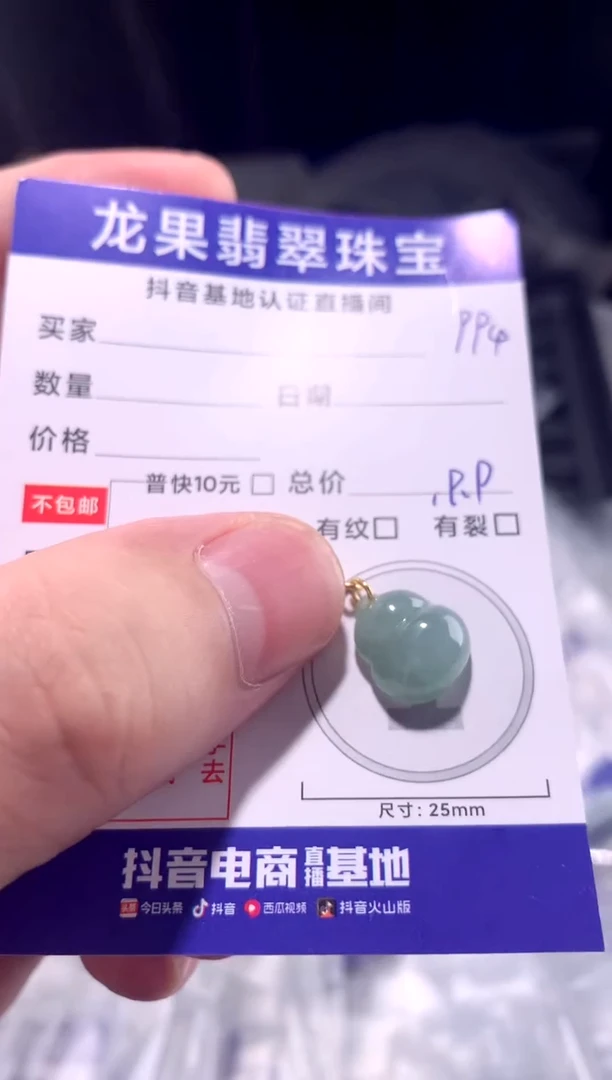 龙果翡翠珠宝
抖音基地认证直播间
买家
数量 日期
价格
不包邮 普快10元 总价
有纹 有裂
去
尺寸：25mm
抖音电商直播基地
今日头条 抖音 西瓜视频 抖音火山版